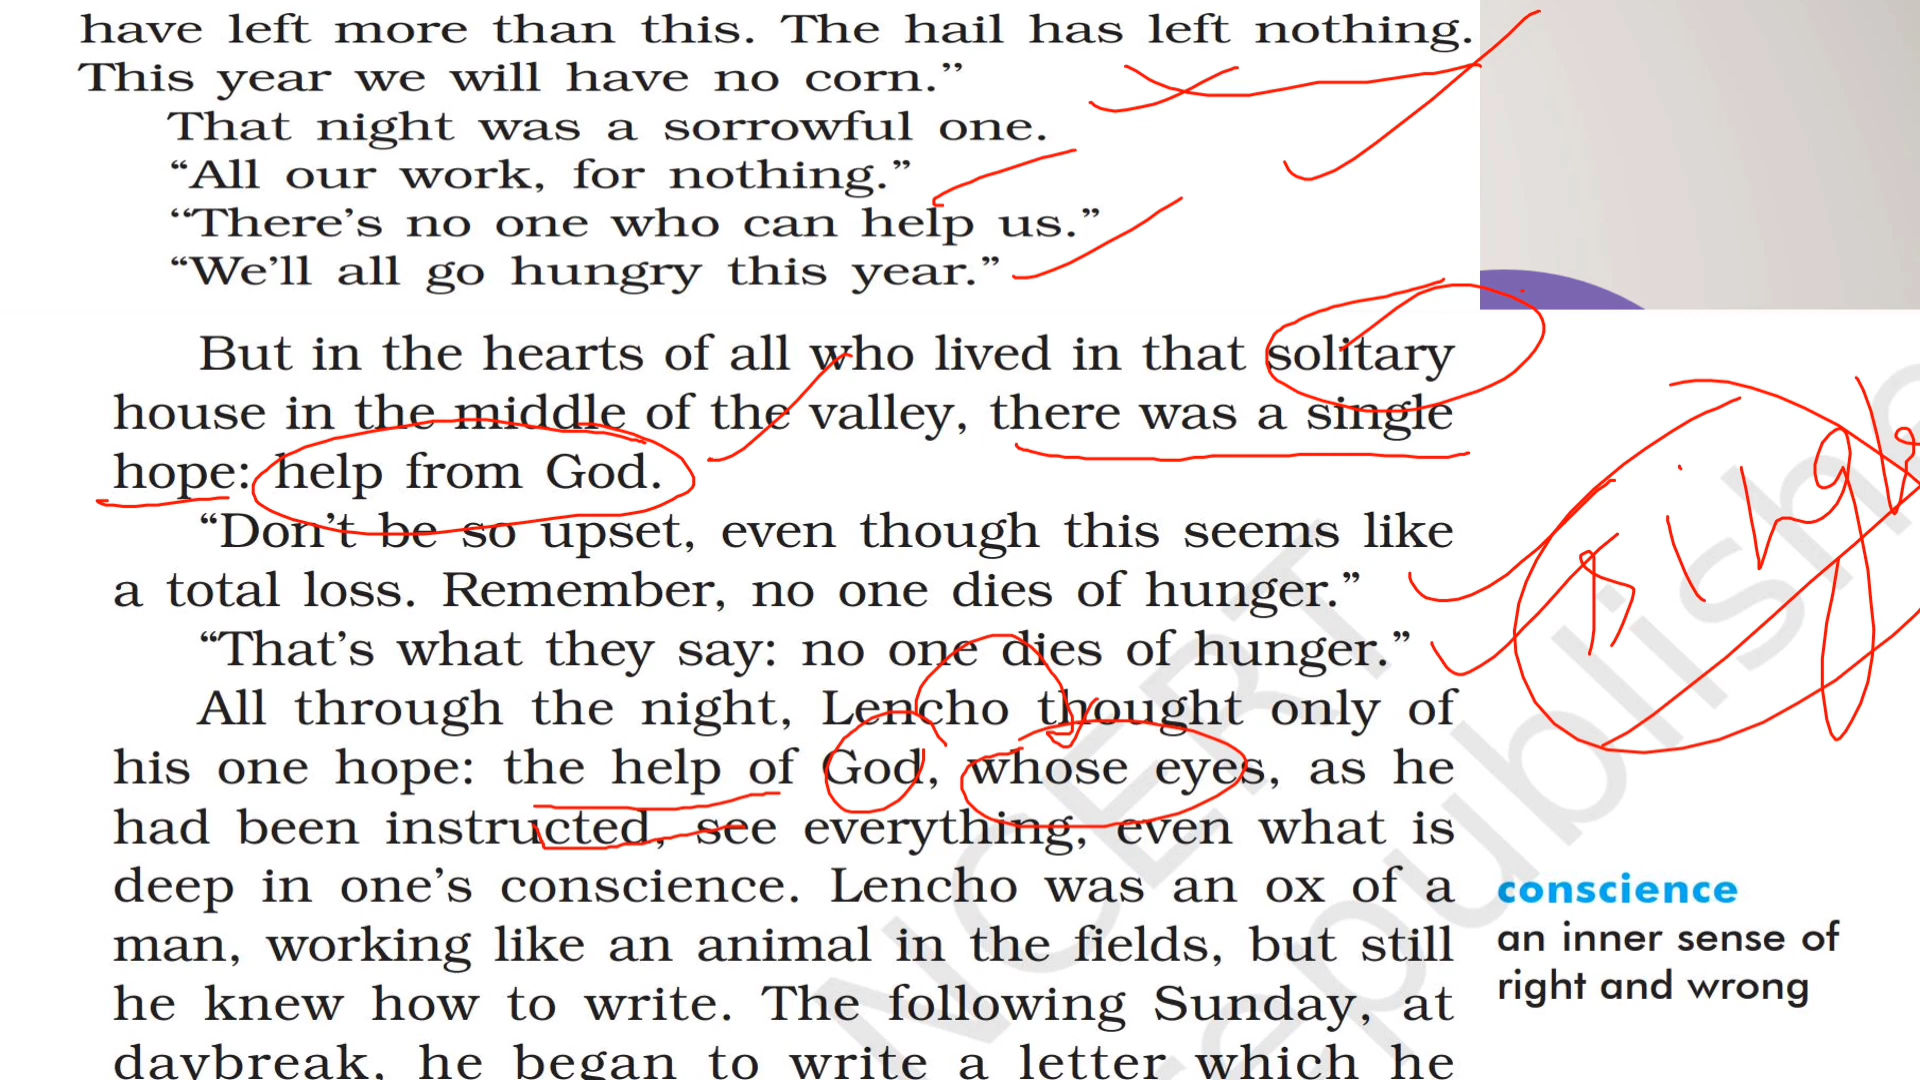 have left more than this. The hail has left nothing.
This year we will have no corn.”
That night was a sorrowful one.
“All our work, for nothing.”
“There’s no one who can help us.”
“We’ll all go hungry this year.”
But in the hearts of all who lived in that solitary
house in the middle of the valley, there was a single
hope: help from God.
“Don’t be so upset, even though this seems like
a total loss. Remember, no one dies of hunger.”
“That’s what they say: no one dies of hunger.”
All through the night, Lencho thought only of
his one hope: the help of God, whose eyes, as he
had been instructed, see everything, even what is
deep in one’s conscience. Lencho was an ox of a
man, working like an animal in the fields, but still
he knew how to write. The following Sunday, at
daybreak, he began to write a letter which he
conscience
an inner sense of
right and wrong
NCERT